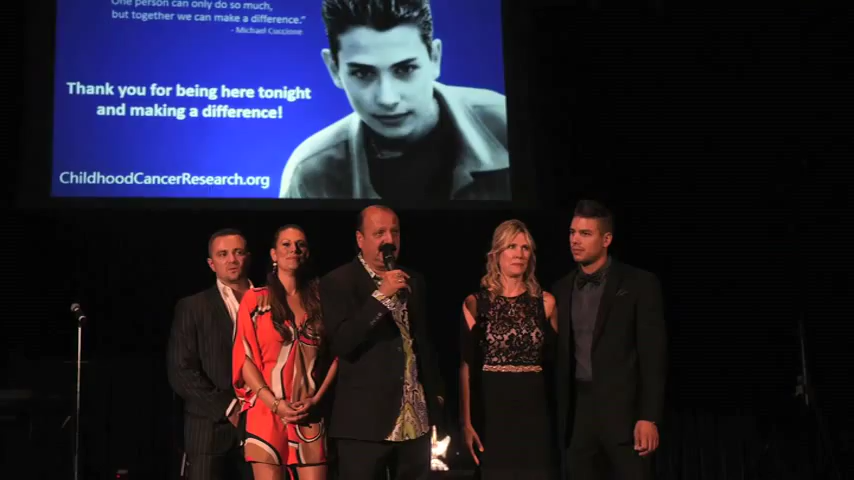 One person can only do so much,
but together we can make a difference."
- Michael Cuccione
Thank you for being here tonight
and making a difference!
ChildhoodCancerResearch.org